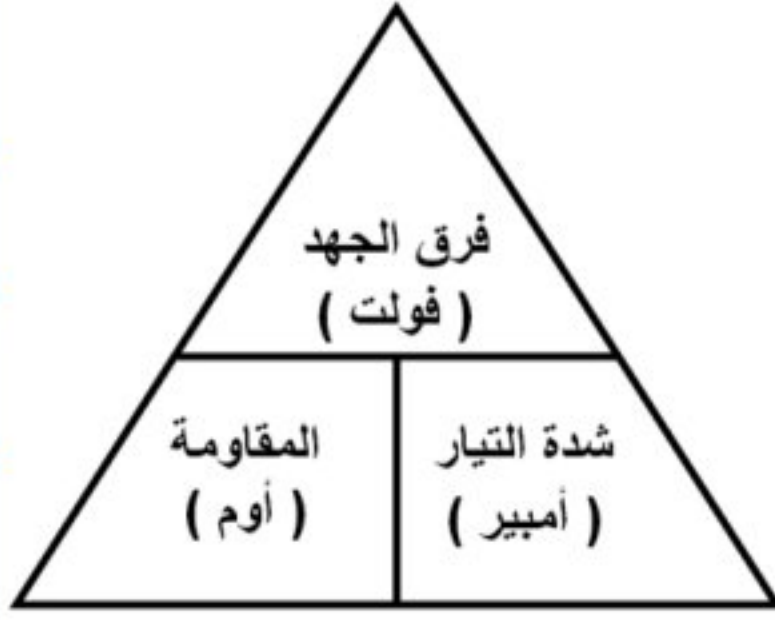 فرق الجهد
( فولت )
شدة التيار
( أمبير )
المقاومة
( أوم )